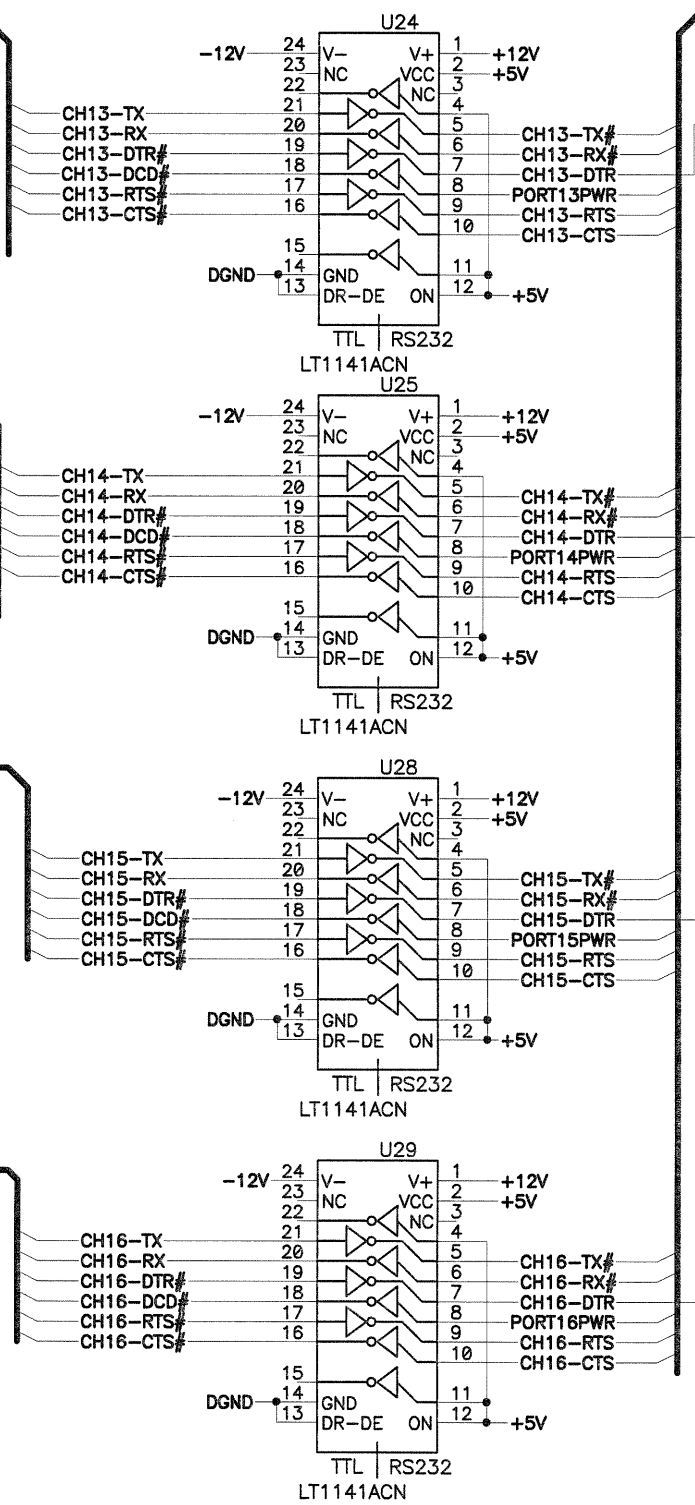 U24
-12V 24 V- V+ 1 +12V
23 NC VCC 2 +5V
22 NC 3
CH13-TX 21 4
CH13-RX 20 5 CH13-TX#
CH13-DTR# 19 6 CH13-RX#
CH13-DCD# 18 7 CH13-DTR
CH13-RTS# 17 8 PORT13PWR
CH13-CTS# 16 9 CH13-RTS
10 CH13-CTS
15
DGND 14 GND 11
13 DR-DE ON 12 +5V
TTL RS232
LT1141ACN
U25
-12V 24 V- V+ 1 +12V
23 NC VCC 2 +5V
22 NC 3
CH14-TX 21 4
CH14-RX 20 5 CH14-TX#
CH14-DTR# 19 6 CH14-RX#
CH14-DCD# 18 7 CH14-DTR
CH14-RTS# 17 8 PORT14PWR
CH14-CTS# 16 9 CH14-RTS
10 CH14-CTS
15
DGND 14 GND 11
13 DR-DE ON 12 +5V
TTL RS232
LT1141ACN
U28
-12V 24 V- V+ 1 +12V
23 NC VCC 2 +5V
22 NC 3
CH15-TX 21 4
CH15-RX 20 5 CH15-TX#
CH15-DTR# 19 6 CH15-RX#
CH15-DCD# 18 7 CH15-DTR
CH15-RTS# 17 8 PORT15PWR
CH15-CTS# 16 9 CH15-RTS
10 CH15-CTS
15
DGND 14 GND 11
13 DR-DE ON 12 +5V
TTL RS232
LT1141ACN
U29
-12V 24 V- V+ 1 +12V
23 NC VCC 2 +5V
22 NC 3
CH16-TX 21 4
CH16-RX 20 5 CH16-TX#
CH16-DTR# 19 6 CH16-RX#
CH16-DCD# 18 7 CH16-DTR
CH16-RTS# 17 8 PORT16PWR
CH16-CTS# 16 9 CH16-RTS
10 CH16-CTS
15
DGND 14 GND 11
13 DR-DE ON 12 +5V
TTL RS232
LT1141ACN